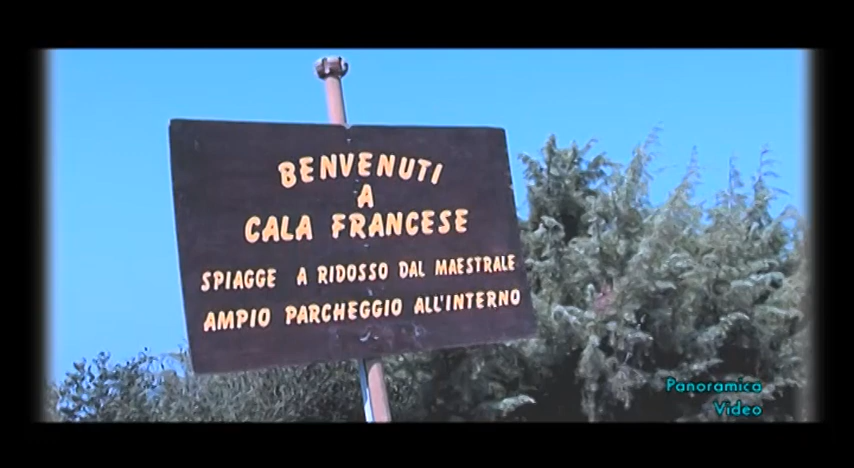 BENVENUTI
A
CALA FRANCESE
SPIAGGE A RIDOSSO DAL MAESTRALE
AMPIO PARCHEGGIO ALL'INTERNO
Panoramica
Video